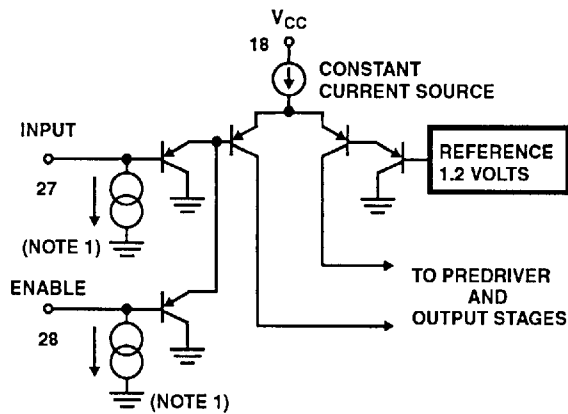 VCC
18
CONSTANT
CURRENT SOURCE
INPUT
27
REFERENCE
1.2 VOLTS
(NOTE 1)
ENABLE
TO PREDRIVER
AND
OUTPUT STAGES
28
(NOTE 1)